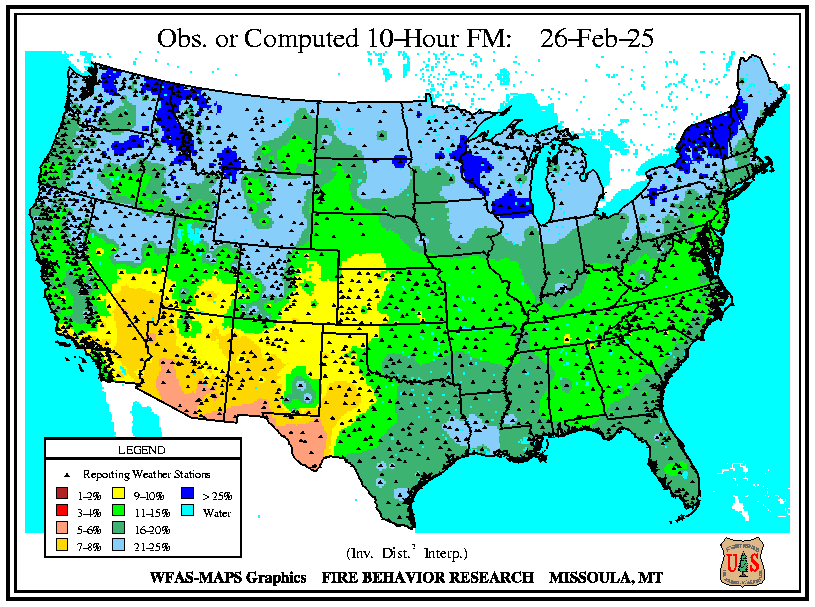 Obs. or Computed 10-Hour FM: 26-Feb-25
LEGEND
Reporting Weather Stations
1-2% 9-10% > 25%
3-4% 11-15% Water
5-6% 16-20%
7-8% 21-25%
(Inv. Dist.² Interp.)
WFAS-MAPS Graphics FIRE BEHAVIOR RESEARCH MISSOULA, MT
U S